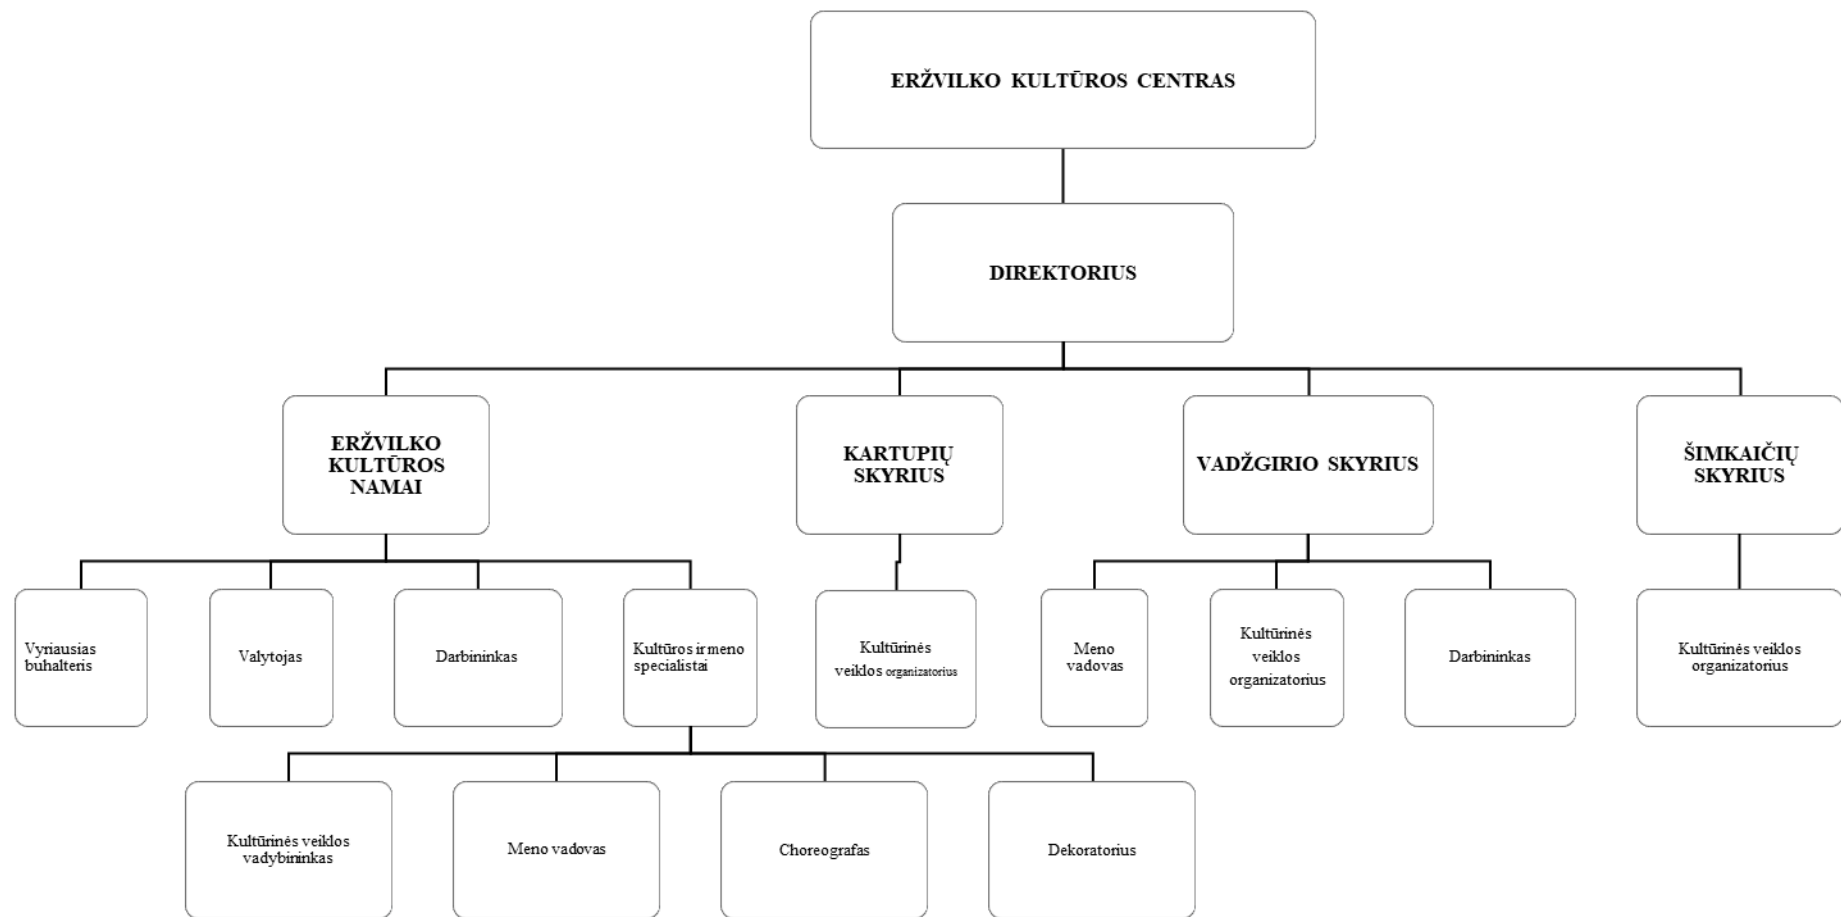 ERŽVILKO KULTŪROS CENTRAS
DIREKTORIUS
ERŽVILKO
KULTŪROS
NAMAI
KARTUPIŲ
SKYRIUS
VADŽGIRIO SKYRIUS
ŠIMKAIČIŲ
SKYRIUS
Vyriausias
buhalteris
Valytojas
Darbininkas
Kultūros ir meno
specialistai
Kultūrinės
veiklos organizatorius
Meno
vadovas
Kultūrinės
veiklos
organizatorius
Darbininkas
Kultūrinės veiklos
organizatorius
Kultūrinės veiklos
vadybininkas
Meno vadovas
Choreografas
Dekoratorius